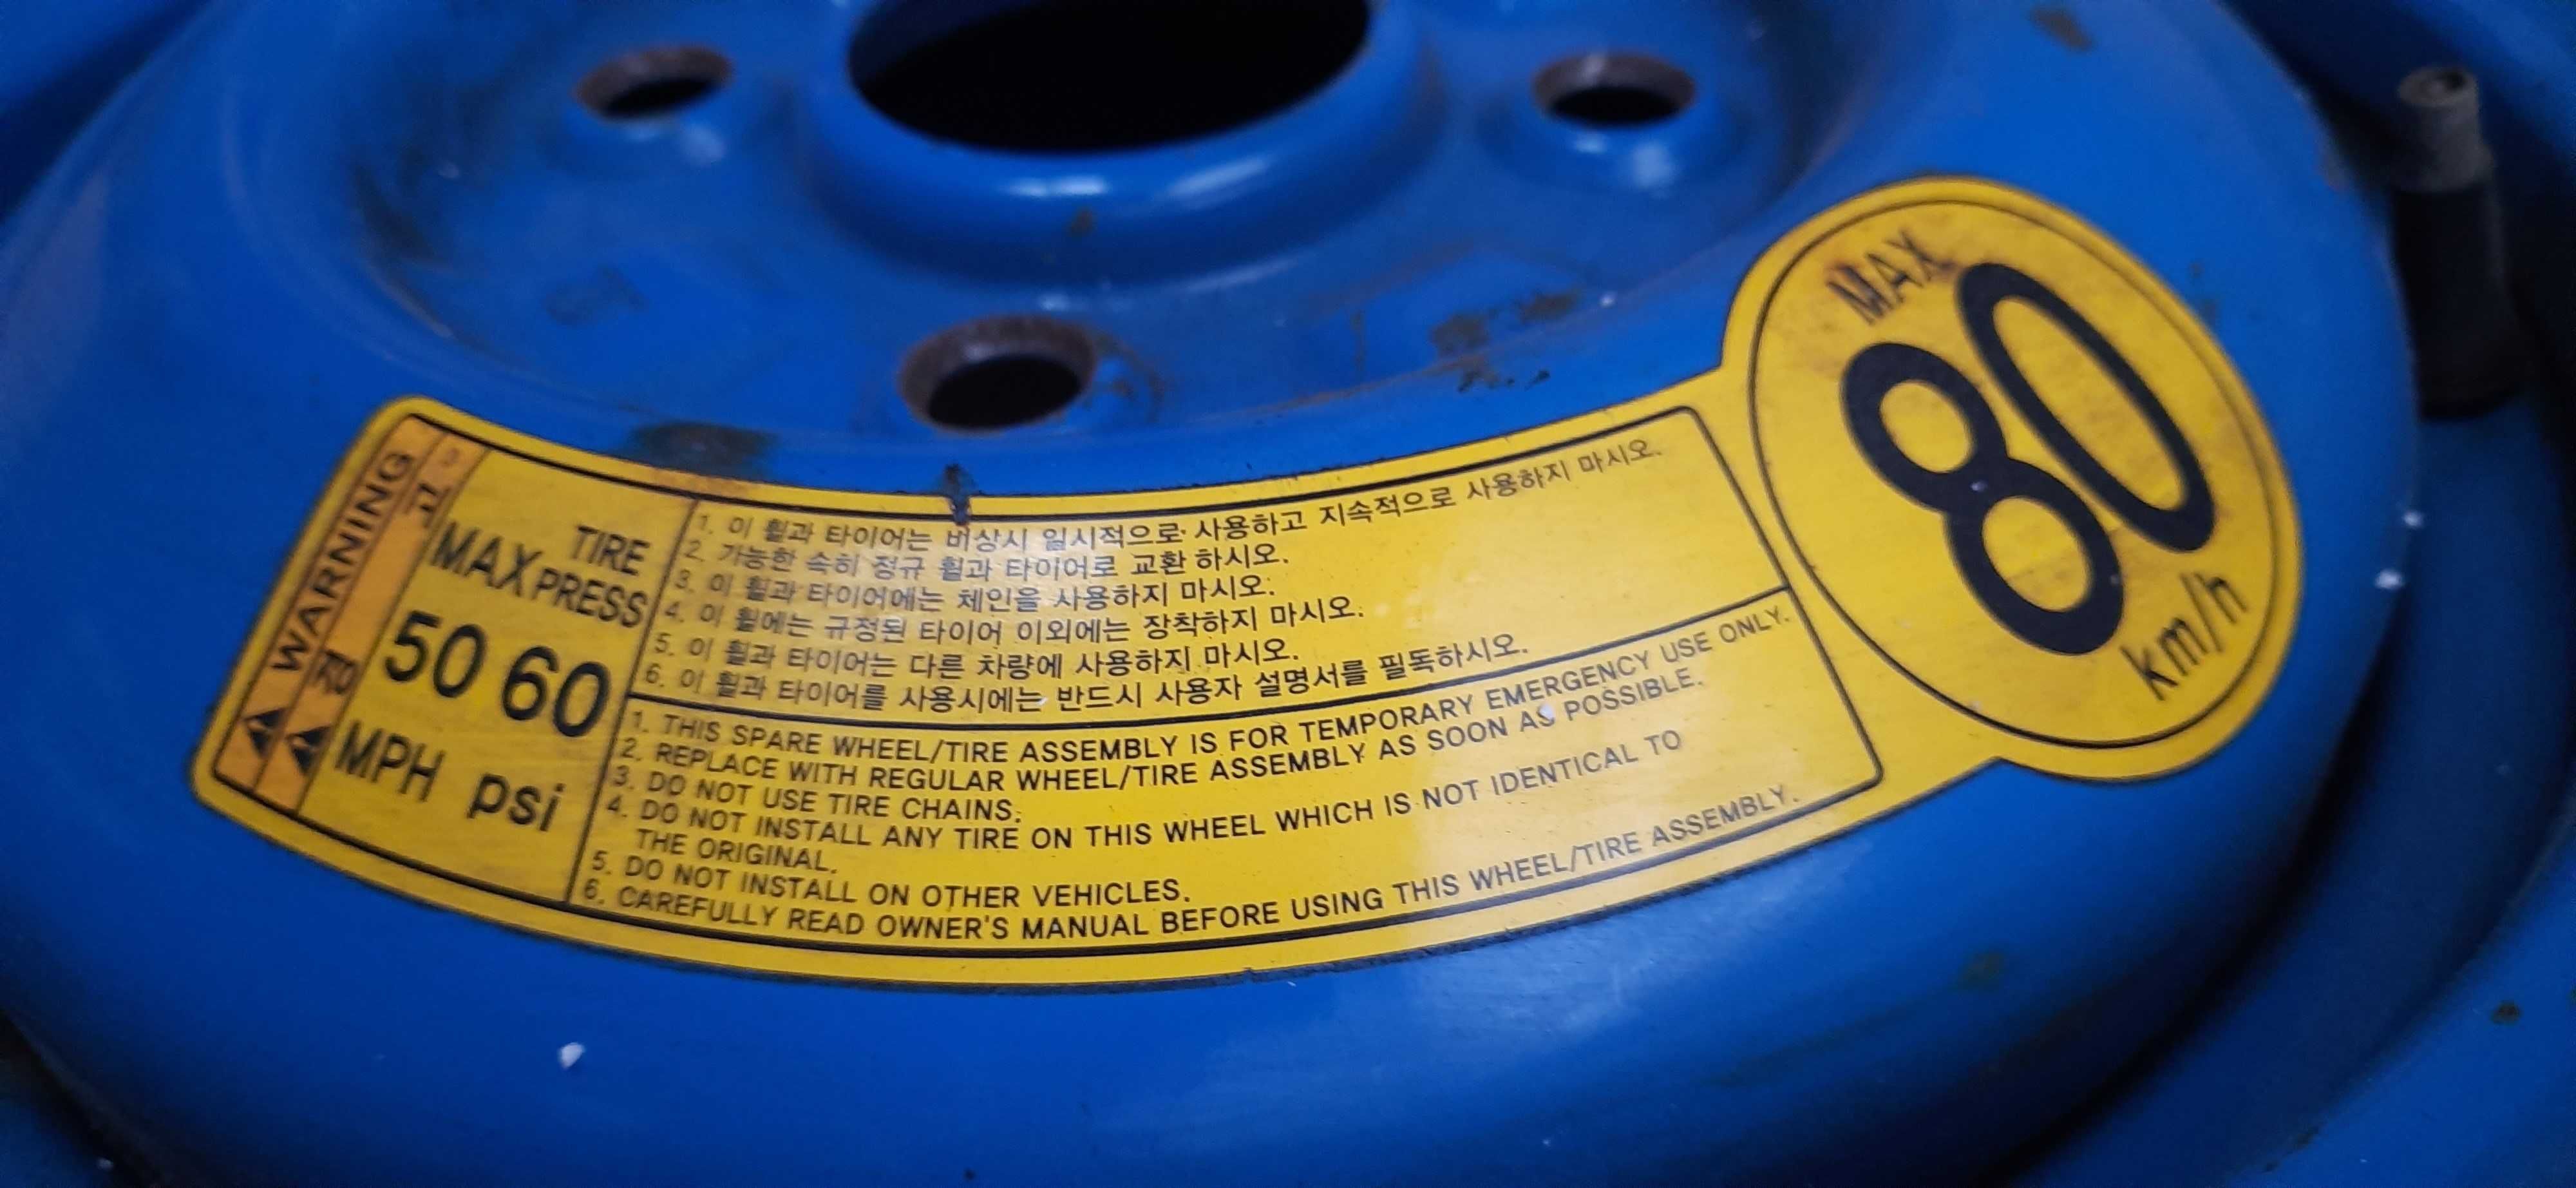 WARNING
경 고
TIRE
MAX PRESS
50 60
MPH psi
1. 이 휠과 타이어는 비상시 일시적으로 사용하고 지속적으로 사용하지 마시오.
2. 가능한 속히 정규 휠과 타이어로 교환 하시오.
3. 이 휠과 타이어에는 체인을 사용하지 마시오.
4. 이 휠에는 규정된 타이어 이외에는 장착하지 마시오.
5. 이 휠과 타이어는 다른 차량에 사용하지 마시오.
6. 이 휠과 타이어를 사용시에는 반드시 사용자 설명서를 필독하시오.
1. THIS SPARE WHEEL/TIRE ASSEMBLY IS FOR TEMPORARY EMERGENCY USE ONLY.
2. REPLACE WITH REGULAR WHEEL/TIRE ASSEMBLY AS SOON AS POSSIBLE.
3. DO NOT USE TIRE CHAINS.
4. DO NOT INSTALL ANY TIRE ON THIS WHEEL WHICH IS NOT IDENTICAL TO
THE ORIGINAL.
5. DO NOT INSTALL ON OTHER VEHICLES.
6. CAREFULLY READ OWNER'S MANUAL BEFORE USING THIS WHEEL/TIRE ASSEMBLY.
MAX
80
km/h